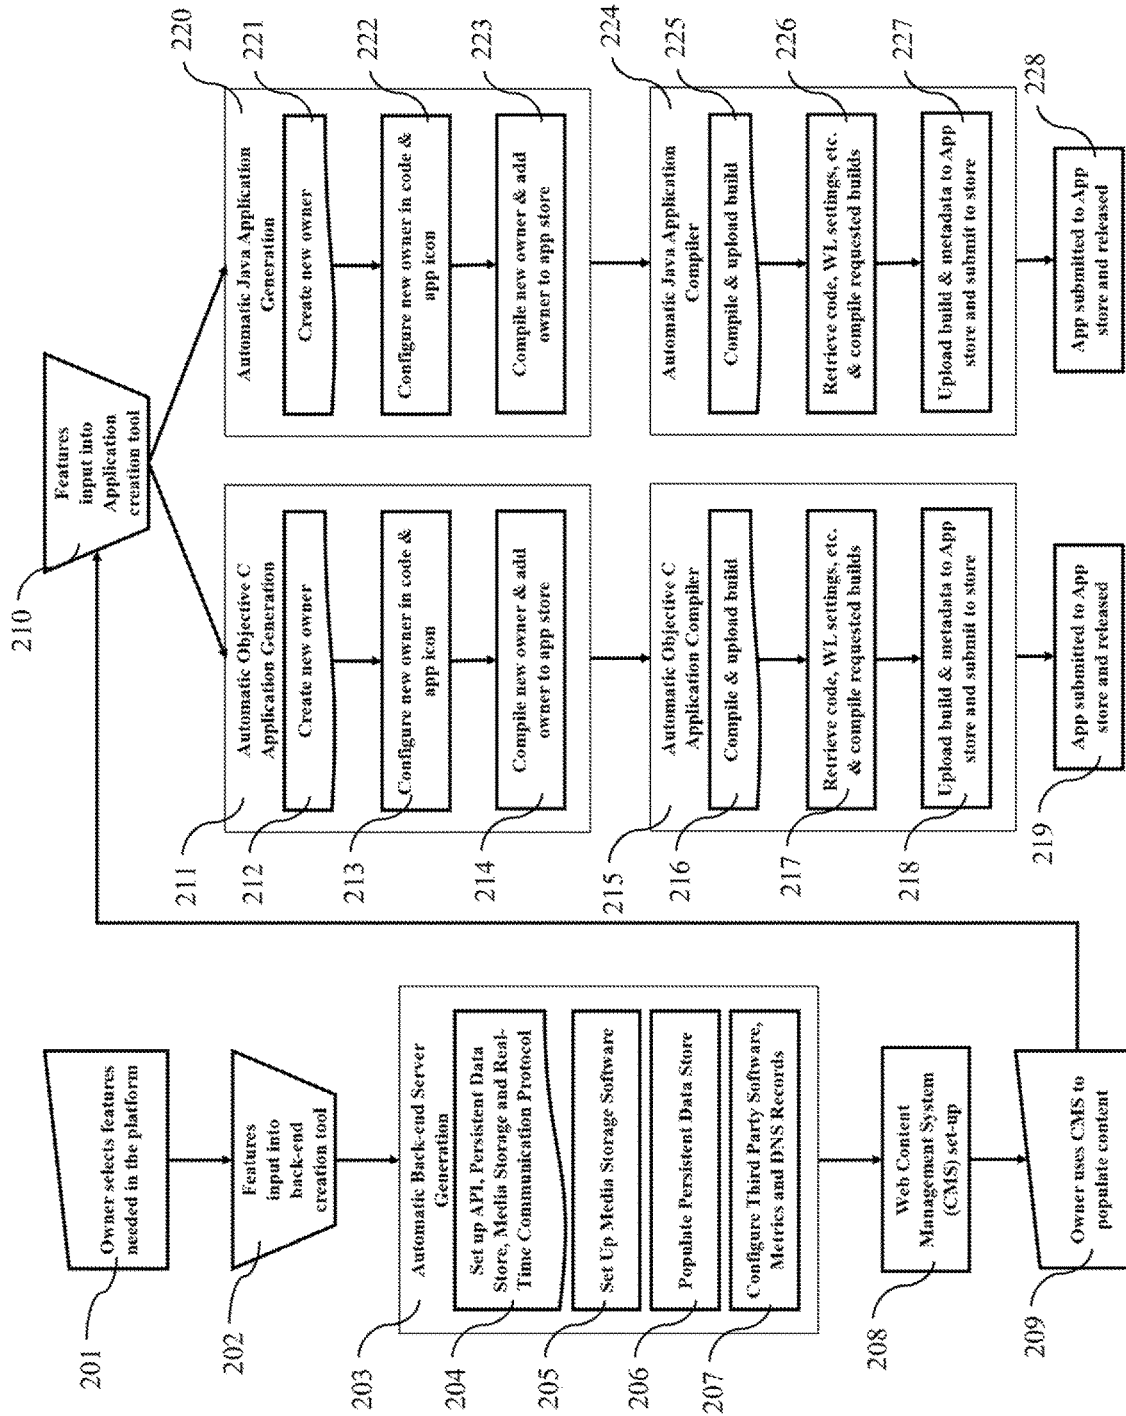 201
Owner selects features
needed in the platform
202
Features
input into
back-end
creation tool
203
Automatic Back-end Server
Generation
204
Set up API, Persistent Data
Store, Media Storage and Real-
Time Communication Protocol
205
Set Up Media Storage Software
206
Populate Persistent Data Store
207
Configure Third Party Software,
Metrics and DNS Records
208
Web Content
Management System
(CMS) set-up
209
Owner uses CMS to
populate content
210
Features
input into
Application
creation tool
211
Automatic Objective C
Application Generation
212
Create new owner
213
Configure new owner in code &
app icon
214
Compile new owner & add
owner to app store
215
Automatic Objective C
Application Compiler
216
Compile & upload build
217
Retrieve code, WL settings, etc.
& compile requested builds
218
Upload build & metadata to App
store and submit to store
219
App submitted to App
store and released
220
Automatic Java Application
Generation
221
Create new owner
222
Configure new owner in code &
app icon
223
Compile new owner & add
owner to app store
224
Automatic Java Application
Compiler
225
Compile & upload build
226
Retrieve code, WL settings, etc.
& compile requested builds
227
Upload build & metadata to App
store and submit to store
228
App submitted to App
store and released